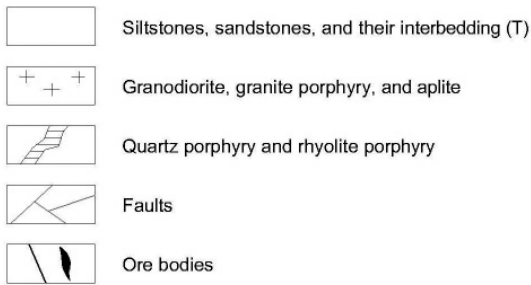 Siltstones, sandstones, and their interbedding (T)
Granodiorite, granite porphyry, and aplite
Quartz porphyry and rhyolite porphyry
Faults
Ore bodies